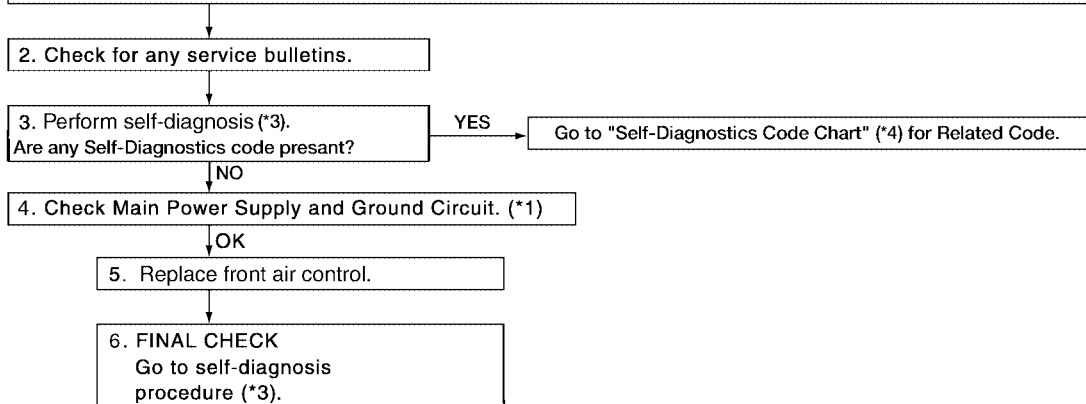 2. Check for any service bulletins.
3. Perform self-diagnosis (*3).
Are any Self-Diagnostics code presant?
YES
Go to "Self-Diagnostics Code Chart" (*4) for Related Code.
NO
4. Check Main Power Supply and Ground Circuit. (*1)
OK
5. Replace front air control.
6. FINAL CHECK
Go to self-diagnosis
procedure (*3).